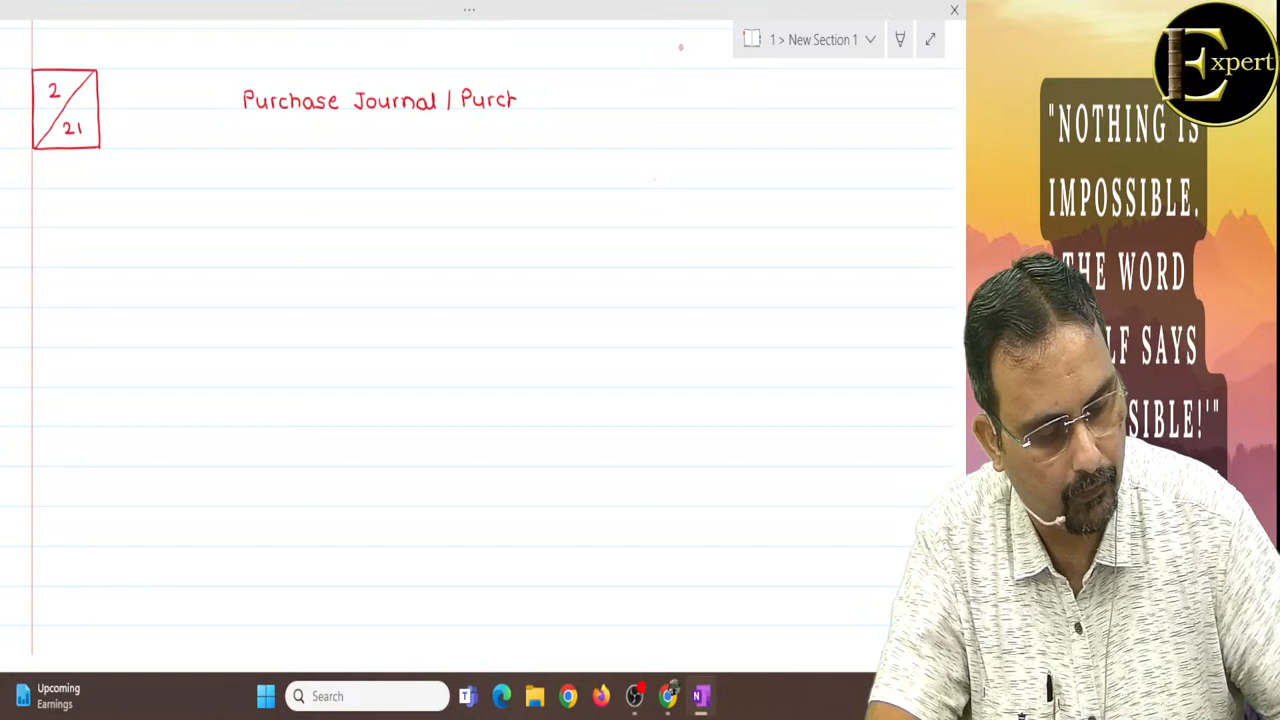 1 > New Section 1
Expert
2
21
Purchase Journal / Purch
"NOTHING IS
IMPOSSIBLE.
THE WORD
LF SAYS
SIBLE!'"
Upcoming
Earnings
Search